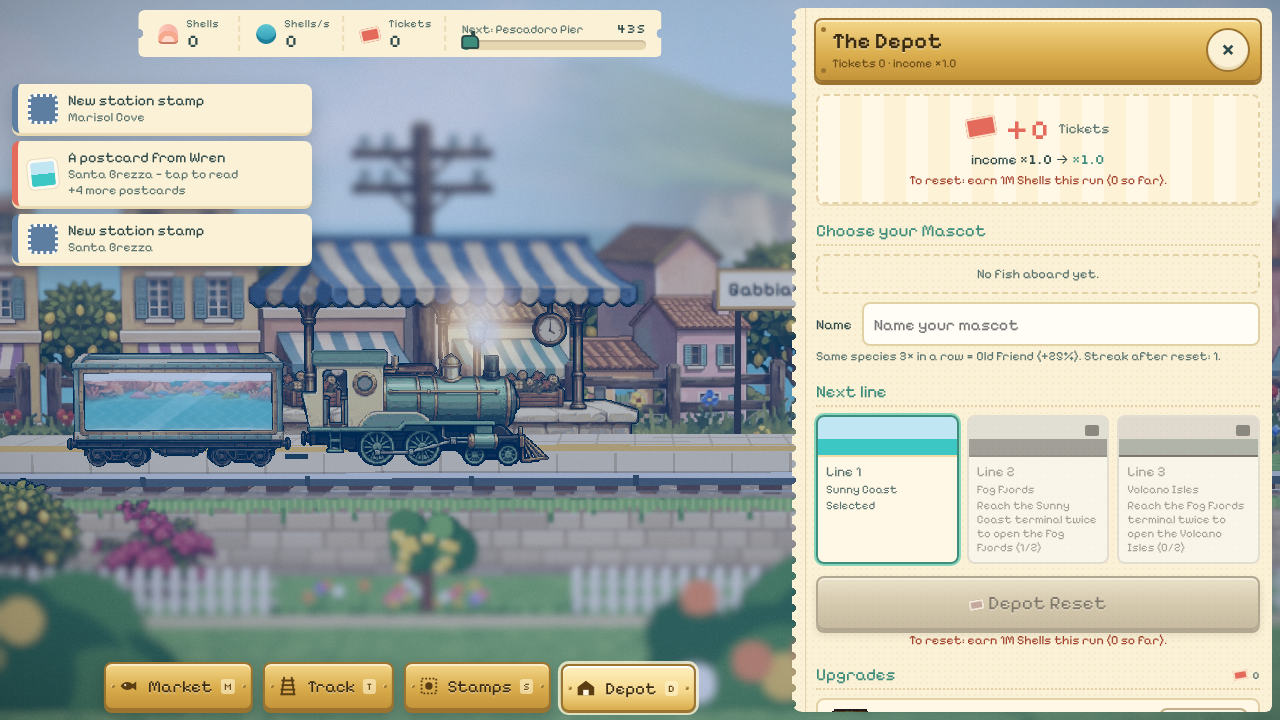 Shells
0
Shells/s
0
Tickets
0
Next: Pescadoro Pier 43s
New station stamp
Marisol Cove
A postcard from Wren
Santa Brezza - tap to read
+4 more postcards
New station stamp
Santa Brezza
Gabbia
Market M
Track T
Stamps S
Depot D
The Depot
Tickets 0 · income ×1.0
×
+0 Tickets
income ×1.0 → ×1.0
To reset: earn 1M Shells this run (0 so far).
Choose your Mascot
No fish aboard yet.
Name
Name your mascot
Same species 3× in a row = Old Friend (+25%). Streak after reset: 1.
Next line
Line 1
Sunny Coast
Selected
Line 2
Fog Fjords
Reach the Sunny
Coast terminal twice
to open the Fog
Fjords (1/2)
Line 3
Volcano Isles
Reach the Fog Fjords
terminal twice to
open the Volcano
Isles (0/2)
Depot Reset
To reset: earn 1M Shells this run (0 so far).
Upgrades
0